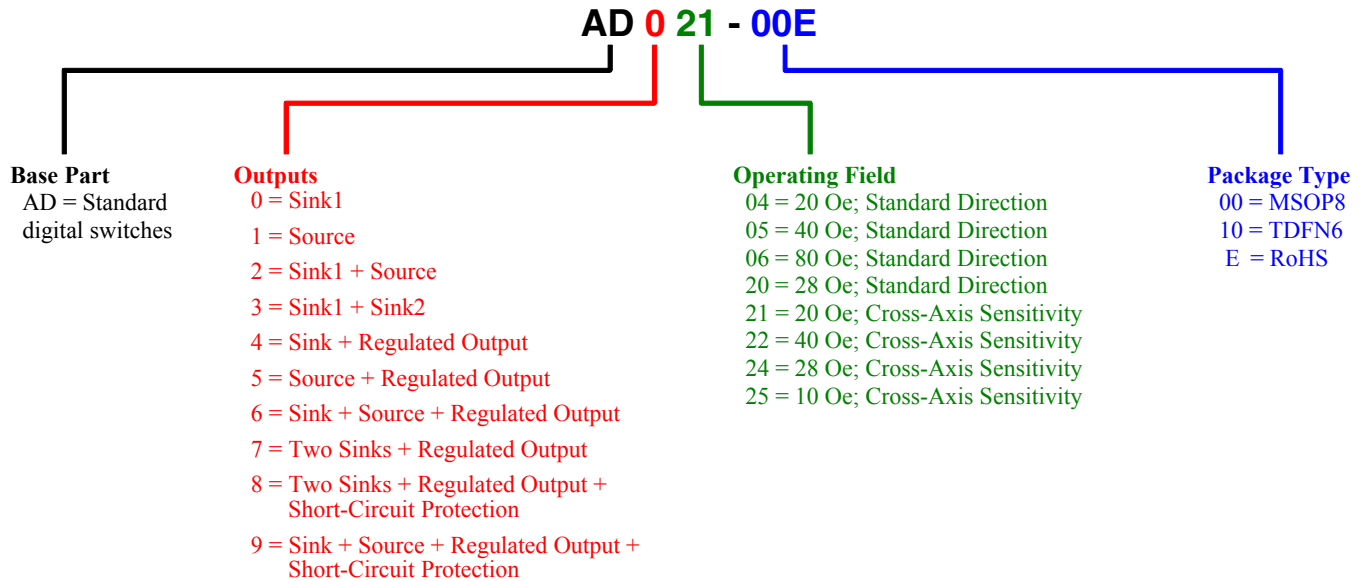 AD 0 21 - 00E
Base Part
AD = Standard
digital switches
Outputs
0 = Sink1
1 = Source
2 = Sink1 + Source
3 = Sink1 + Sink2
4 = Sink + Regulated Output
5 = Source + Regulated Output
6 = Sink + Source + Regulated Output
7 = Two Sinks + Regulated Output
8 = Two Sinks + Regulated Output +
Short-Circuit Protection
9 = Sink + Source + Regulated Output +
Short-Circuit Protection
Operating Field
04 = 20 Oe; Standard Direction
05 = 40 Oe; Standard Direction
06 = 80 Oe; Standard Direction
20 = 28 Oe; Standard Direction
21 = 20 Oe; Cross-Axis Sensitivity
22 = 40 Oe; Cross-Axis Sensitivity
24 = 28 Oe; Cross-Axis Sensitivity
25 = 10 Oe; Cross-Axis Sensitivity
Package Type
00 = MSOP8
10 = TDFN6
E = RoHS